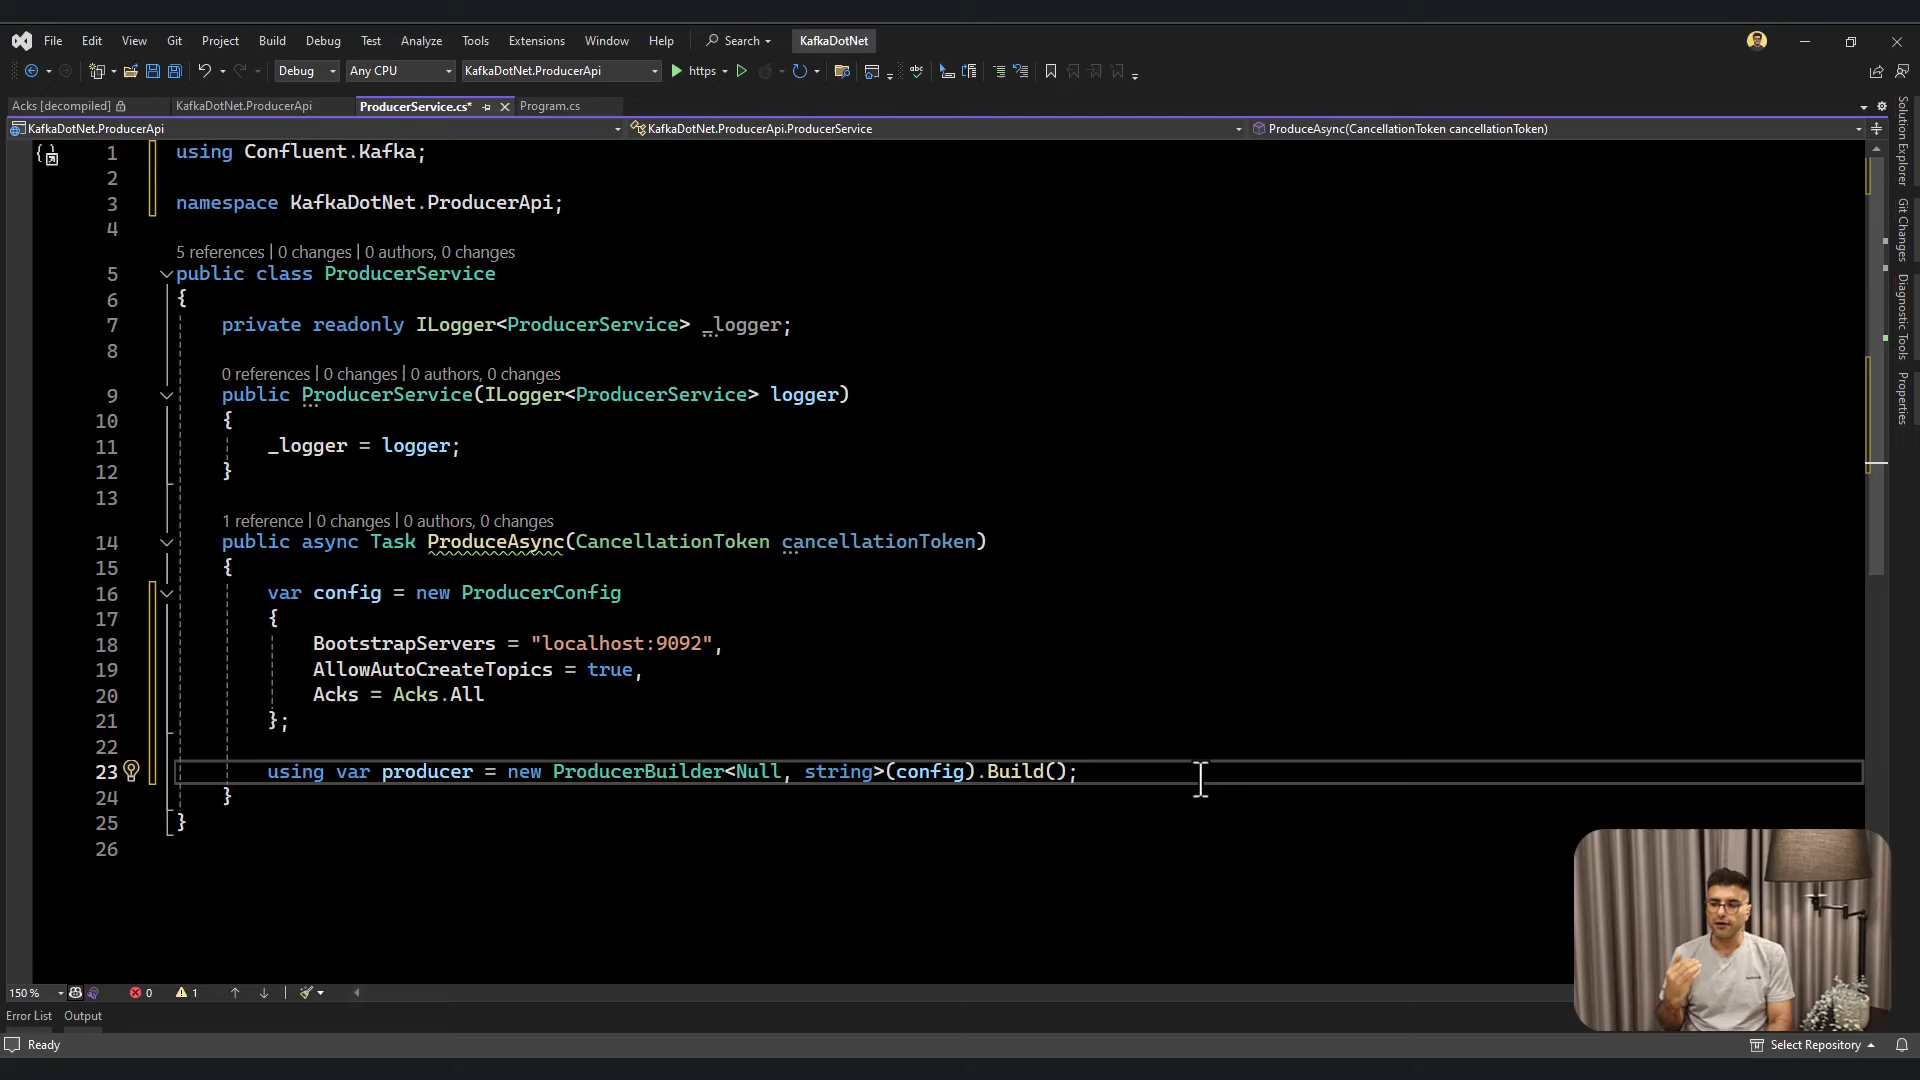 File Edit View Git Project Build Debug Test Analyze Tools Extensions Window Help Search KafkaDotNet
Debug Any CPU KafkaDotNet.ProducerApi https
Acks [decompiled] KafkaDotNet.ProducerApi ProducerService.cs* Program.cs
KafkaDotNet.ProducerApi KafkaDotNet.ProducerApi.ProducerService ProduceAsync(CancellationToken cancellationToken)
1 using Confluent.Kafka;
2
3 namespace KafkaDotNet.ProducerApi;
4
5 references | 0 changes | 0 authors, 0 changes
5 public class ProducerService
6 {
7 private readonly ILogger<ProducerService> _logger;
8
0 references | 0 changes | 0 authors, 0 changes
9 public ProducerService(ILogger<ProducerService> logger)
10 {
11 _logger = logger;
12 }
13
1 reference | 0 changes | 0 authors, 0 changes
14 public async Task ProduceAsync(CancellationToken cancellationToken)
15 {
16 var config = new ProducerConfig
17 {
18 BootstrapServers = "localhost:9092",
19 AllowAutoCreateTopics = true,
20 Acks = Acks.All
21 };
22
23 using var producer = new ProducerBuilder<Null, string>(config).Build();
24 }
25 }
26
150 % 0 1
Error List Output
Ready Select Repository
Solution Explorer
Git Changes
Diagnostic Tools
Properties